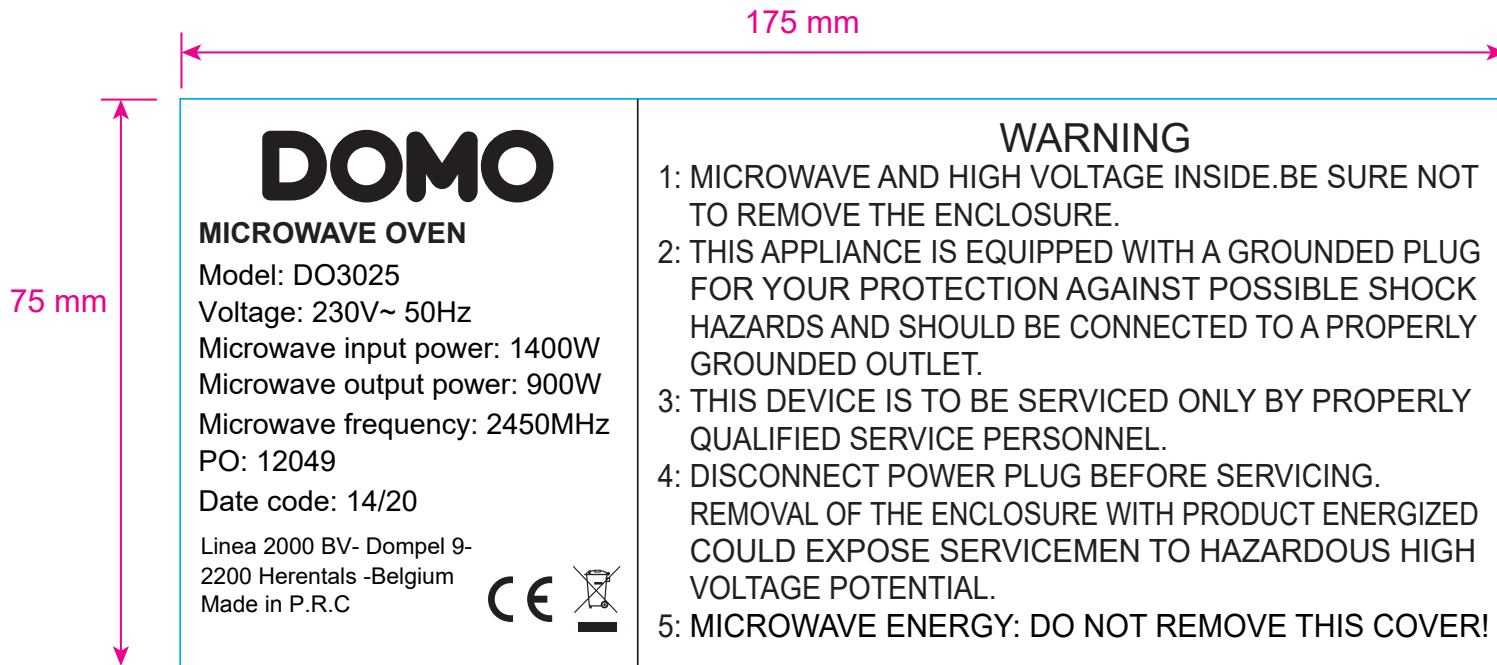 175 mm
75 mm
DOMO
MICROWAVE OVEN
Model: DO3025
Voltage: 230V~ 50Hz
Microwave input power: 1400W
Microwave output power: 900W
Microwave frequency: 2450MHz
PO: 12049
Date code: 14/20
Linea 2000 BV- Dompel 9-
2200 Herentals -Belgium
Made in P.R.C
CE
WARNING
1: MICROWAVE AND HIGH VOLTAGE INSIDE.BE SURE NOT
TO REMOVE THE ENCLOSURE.
2: THIS APPLIANCE IS EQUIPPED WITH A GROUNDED PLUG
FOR YOUR PROTECTION AGAINST POSSIBLE SHOCK
HAZARDS AND SHOULD BE CONNECTED TO A PROPERLY
GROUNDED OUTLET.
3: THIS DEVICE IS TO BE SERVICED ONLY BY PROPERLY
QUALIFIED SERVICE PERSONNEL.
4: DISCONNECT POWER PLUG BEFORE SERVICING.
REMOVAL OF THE ENCLOSURE WITH PRODUCT ENERGIZED
COULD EXPOSE SERVICEMEN TO HAZARDOUS HIGH
VOLTAGE POTENTIAL.
5: MICROWAVE ENERGY: DO NOT REMOVE THIS COVER!